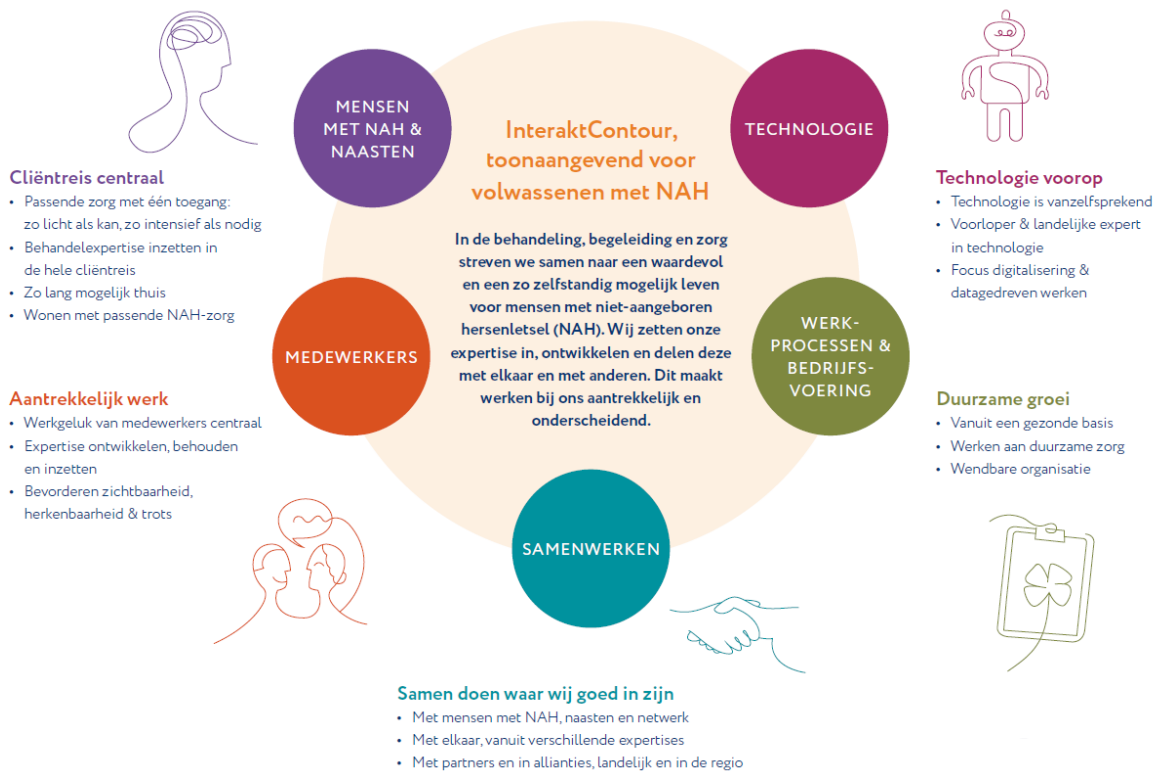 MENSEN
MET NAH &
NAASTEN
Cliëntreis centraal
• Passende zorg met één toegang:
zo licht als kan, zo intensief als nodig
• Behandelexpertise inzetten in
de hele cliëntreis
• Zo lang mogelijk thuis
• Wonen met passende NAH-zorg
MEDEWERKERS
Aantrekkelijk werk
• Werkgeluk van medewerkers centraal
• Expertise ontwikkelen, behouden
en inzetten
• Bevorderen zichtbaarheid,
herkenbaarheid & trots
InteraktContour,
toonaangevend voor
volwassenen met NAH
In de behandeling, begeleiding en zorg
streven we samen naar een waardevol
en een zo zelfstandig mogelijk leven
voor mensen met niet-aangeboren
hersenletsel (NAH). Wij zetten onze
expertise in, ontwikkelen en delen deze
met elkaar en met anderen. Dit maakt
werken bij ons aantrekkelijk en
onderscheidend.
TECHNOLOGIE
Technologie voorop
• Technologie is vanzelfsprekend
• Voorloper & landelijke expert
in technologie
• Focus digitalisering &
datagedreven werken
WERK-
PROCESSEN &
BEDRIJFS-
VOERING
Duurzame groei
• Vanuit een gezonde basis
• Werken aan duurzame zorg
• Wendbare organisatie
SAMENWERKEN
Samen doen waar wij goed in zijn
• Met mensen met NAH, naasten en netwerk
• Met elkaar, vanuit verschillende expertises
• Met partners en in allianties, landelijk en in de regio